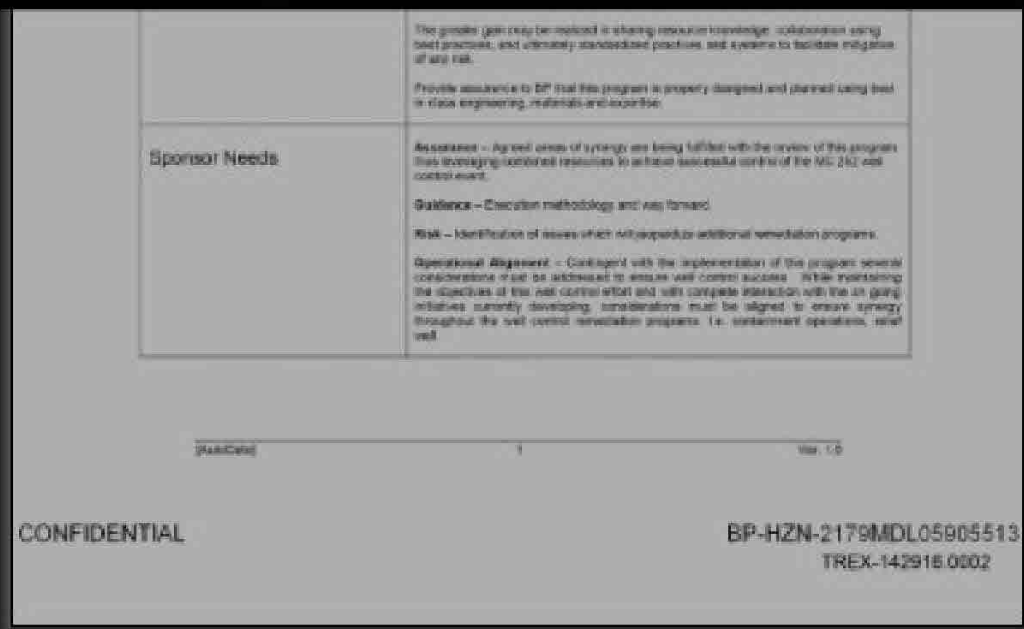 The greater gain may be realized in sharing resource knowledge, collaboration using
best practices, and ultimately standardized practices and systems to facilitate mitigation
of any risk.
Provide assurance to BP that this program is properly designed and planned using best
in class engineering, materials and expertise.
Sponsor Needs
Assurance – Agreed areas of synergy are being fulfilled with the review of this program
thus leveraging combined resources to achieve successful control of the MC 252 well
control event.
Guidance – Execution methodology and way forward.
Risk – Identification of issues which will jeopardize additional remediation programs.
Operational Alignment – Contingent with the implementation of this program several
considerations must be addressed to ensure well control success. While maintaining
the objectives of this well control effort and with complete interaction with the on going
initiatives currently developing, considerations must be aligned to ensure synergy
throughout the well control remediation programs. I.e. containment operations, relief
well.
[AutoDate]
1
Ver. 1.0
CONFIDENTIAL
BP-HZN-2179MDL05905513
TREX-142916.0002